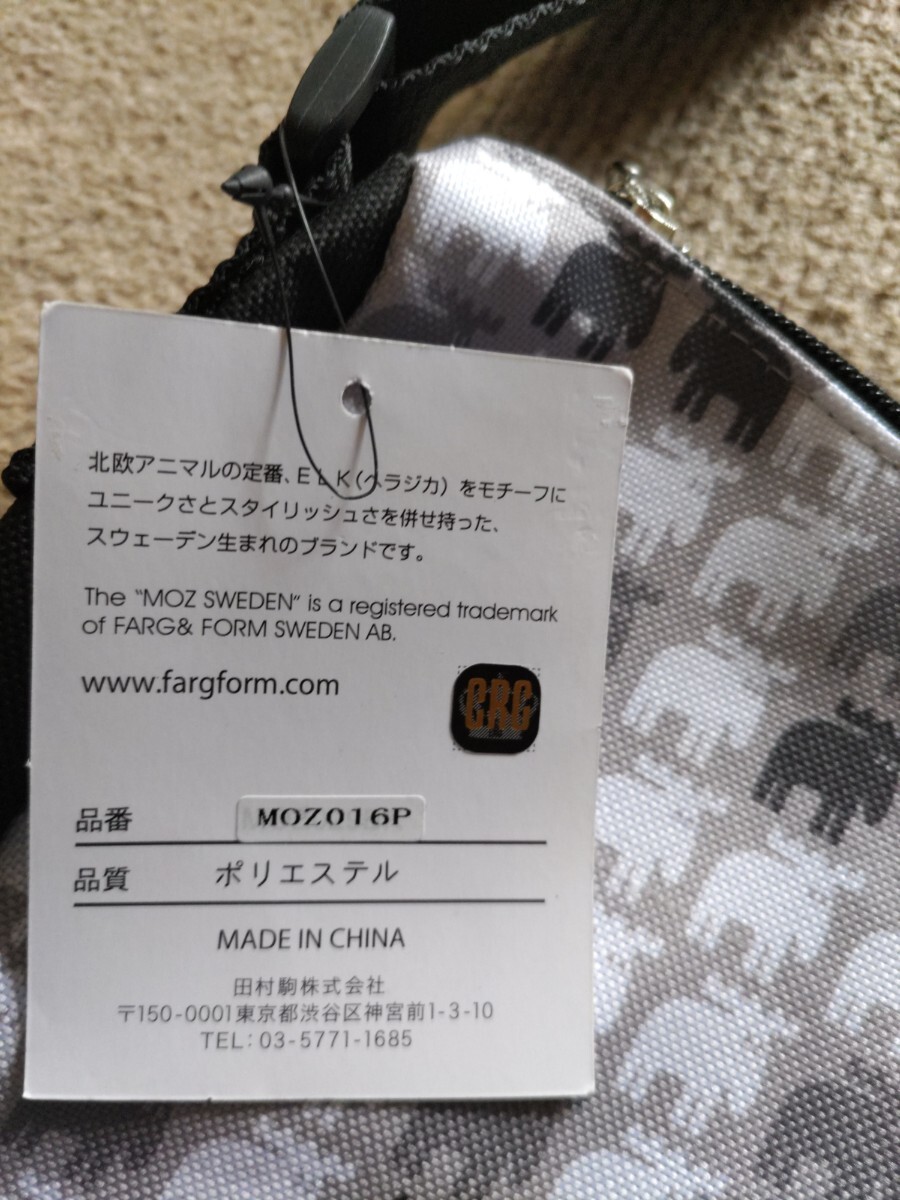 北欧アニマルの定番、ELK(ヘラジカ)をモチーフに
ユニークさとスタイリッシュさを併せ持った、
スウェーデン生まれのブランドです。
The “MOZ SWEDEN” is a registered trademark
of FARG& FORM SWEDEN AB.
www.fargform.com
CRG
品番 MOZ016P
品質 ポリエステル
MADE IN CHINA
田村駒株式会社
〒150-0001東京都渋谷区神宮前1-3-10
TEL：03-5771-1685